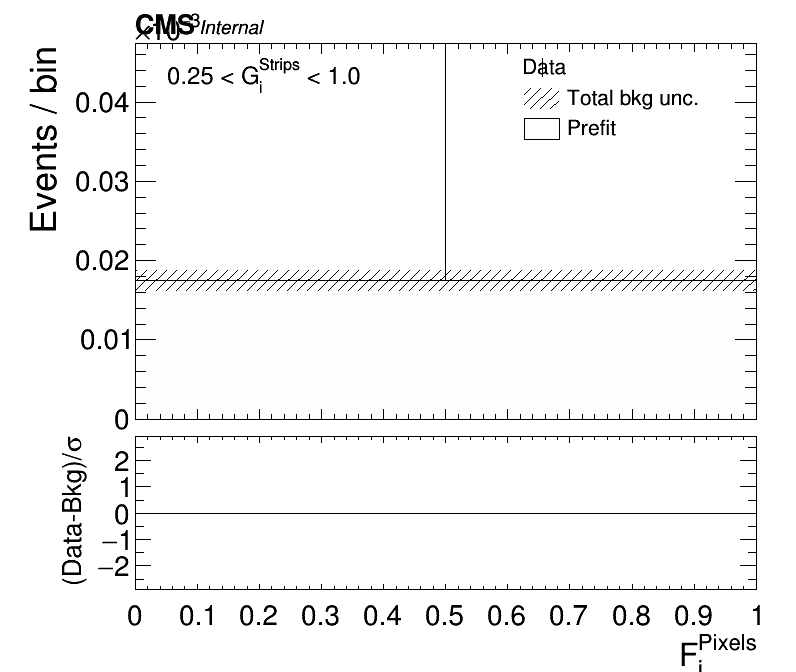 CMS Internal
×10⁻³
0.25 < G_i^Strips < 1.0
Data
Total bkg unc.
Prefit
Events / bin
0.04
0.03
0.02
0.01
0
(Data-Bkg)/σ
2
1
0
−1
−2
0 0.1 0.2 0.3 0.4 0.5 0.6 0.7 0.8 0.9 1
F_i^Pixels